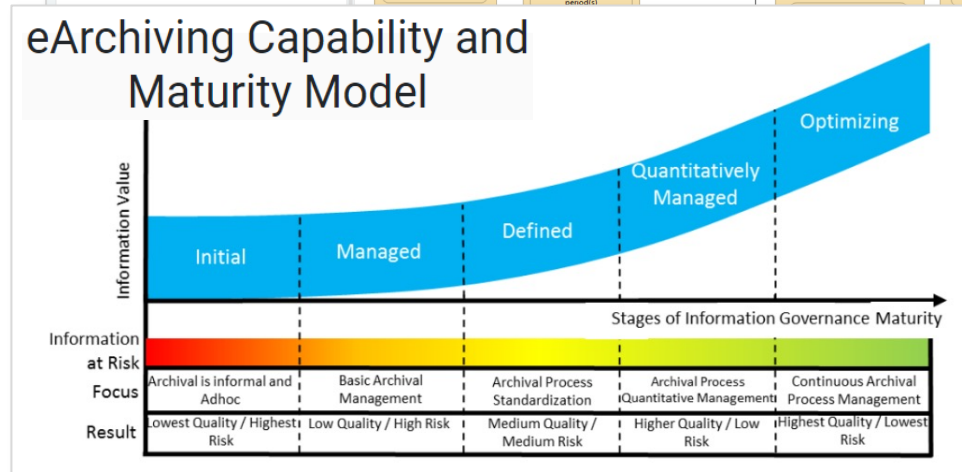 period(s)
eArchiving Capability and
Maturity Model
Information Value
Initial
Managed
Defined
Quantitatively
Managed
Optimizing
Stages of Information Governance Maturity
Information
at Risk
Focus
Archival is informal and
Adhoc
Basic Archival
Management
Archival Process
Standardization
Archival Process
Quantitative Management
Continuous Archival
Process Management
Result
Lowest Quality / Highest
Risk
Low Quality / High Risk
Medium Quality /
Medium Risk
Higher Quality / Low
Risk
Highest Quality / Lowest
Risk